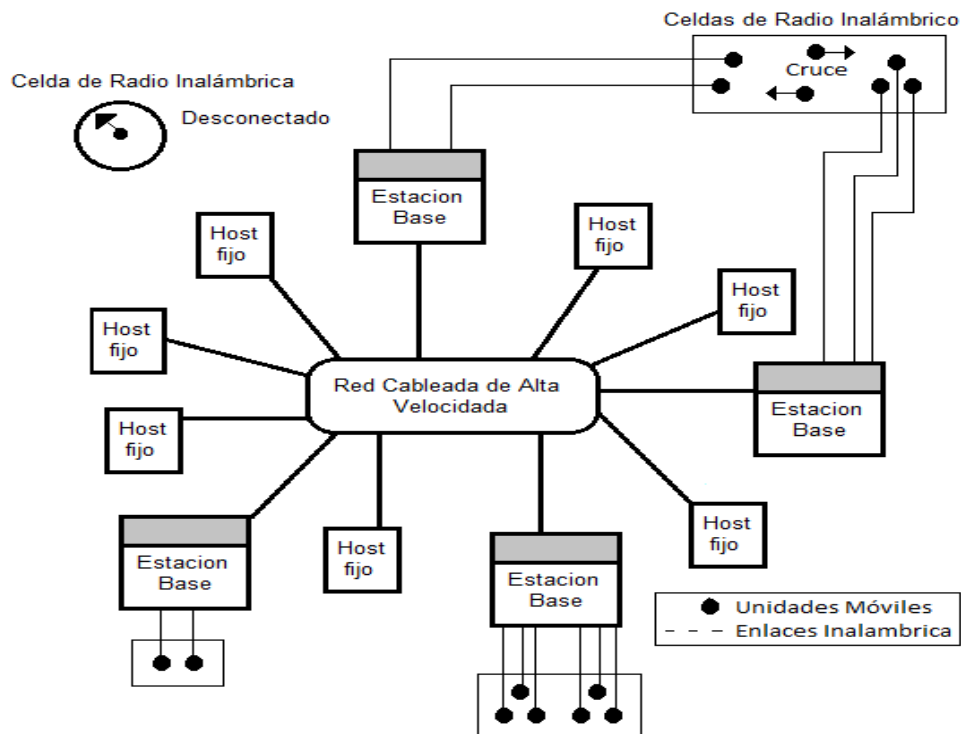 Celdas de Radio Inalámbrico
Cruce
Celda de Radio Inalámbrica
Desconectado
Estacion
Base
Host
fijo
Host
fijo
Host
fijo
Host
fijo
Red Cableada de Alta
Velocidada
Estacion
Base
Host
fijo
Host
fijo
Host
fijo
Estacion
Base
Estacion
Base
Unidades Móviles
Enlaces Inalambrica